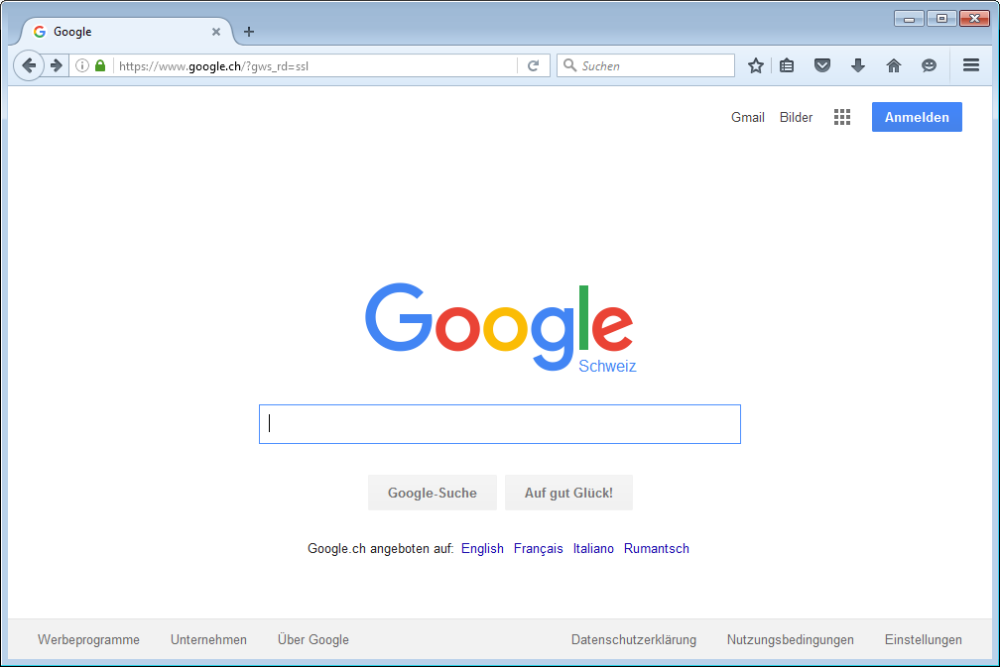 Google
https://www.google.ch/?gws_rd=ssl Suchen
Gmail Bilder Anmelden
Google
Schweiz
Google-Suche Auf gut Glück!
Google.ch angeboten auf: English Français Italiano Rumantsch
Werbeprogramme Unternehmen Über Google Datenschutzerklärung Nutzungsbedingungen Einstellungen